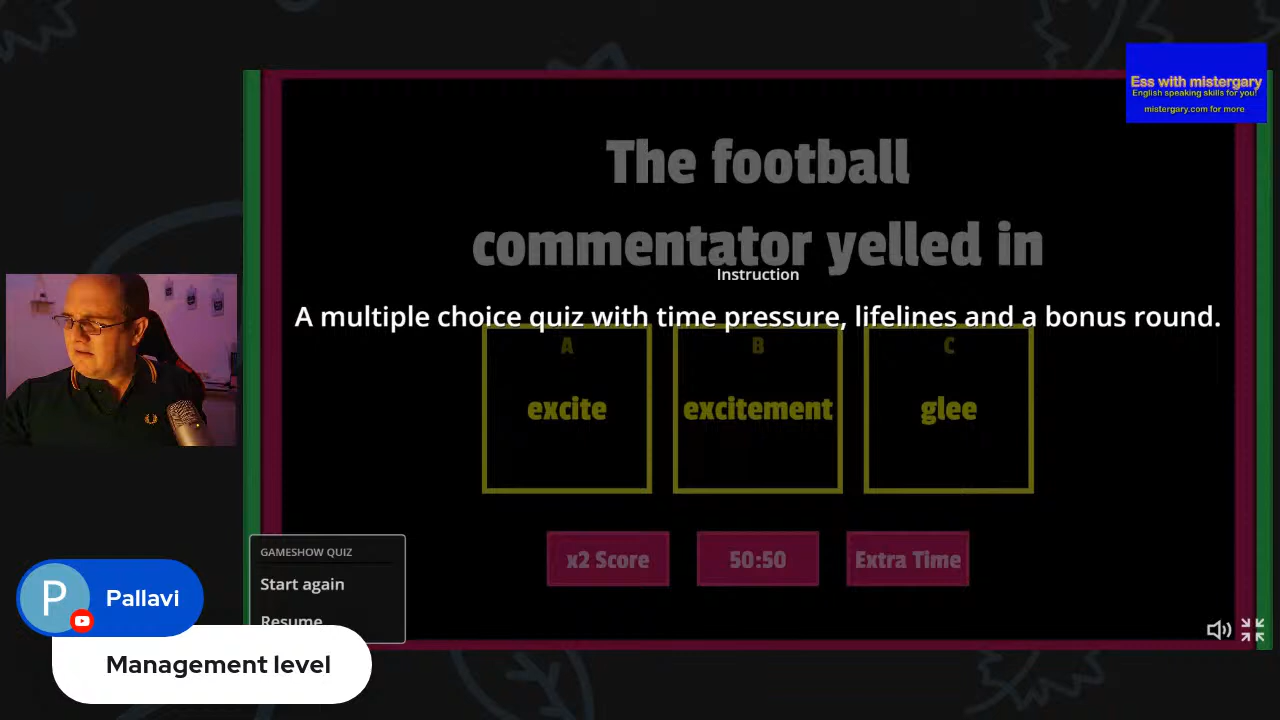 Ess with mistergary
English speaking skills for you!
mistergary.com for more
The football
commentator yelled in
Instruction
A multiple choice quiz with time pressure, lifelines and a bonus round.
A
B
C
excite
excitement
glee
x2 Score
50:50
Extra Time
GAMESHOW QUIZ
Start again
Resume
P
Pallavi
Management level